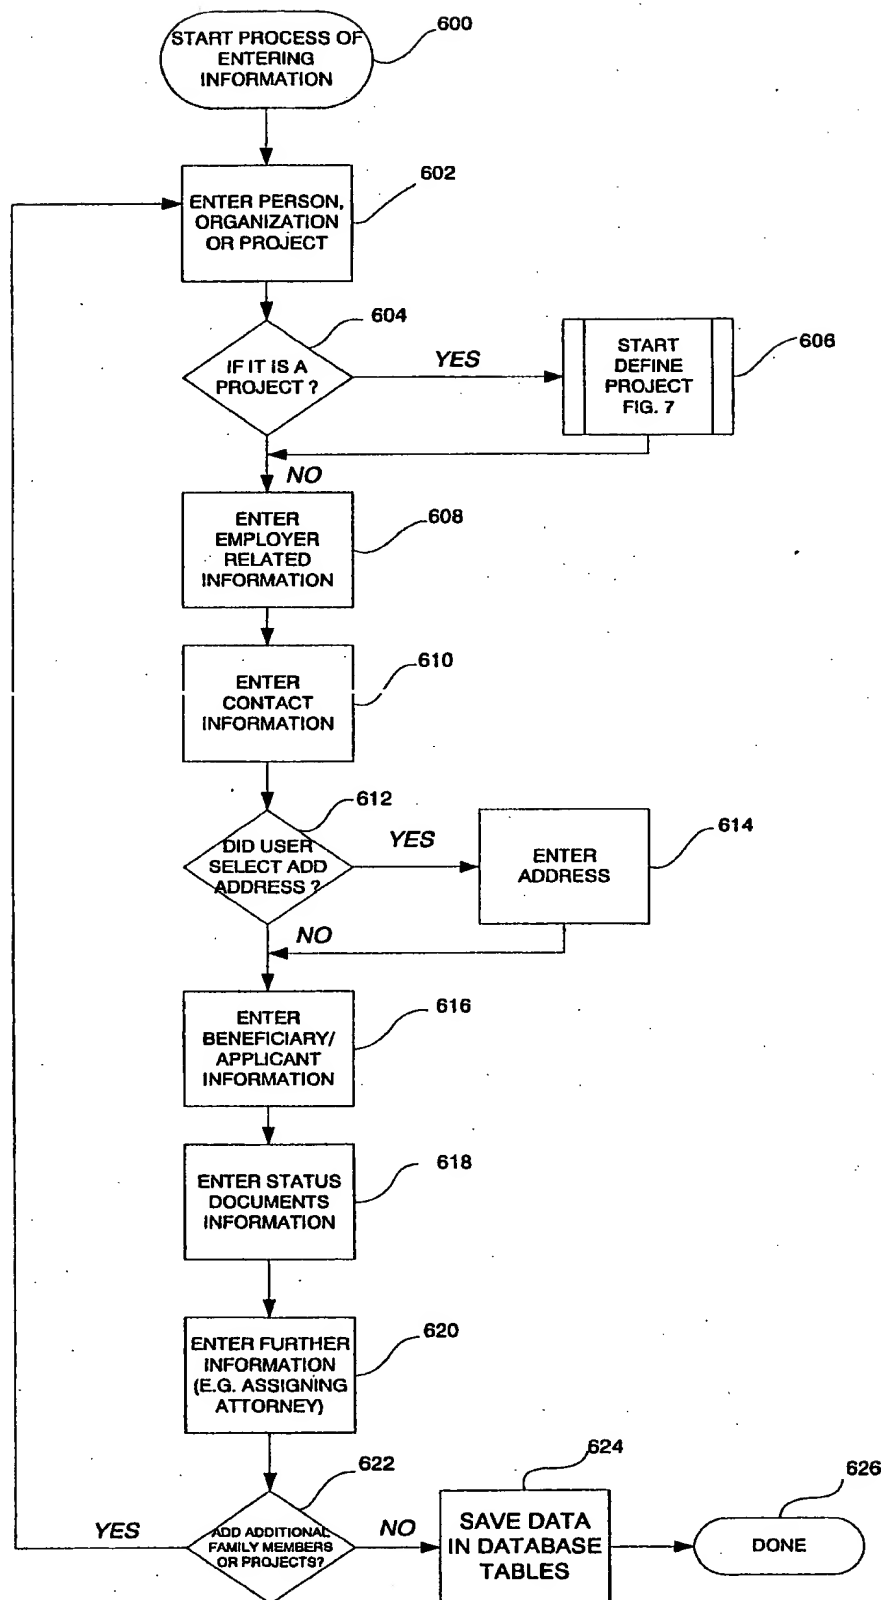 600
START PROCESS OF
ENTERING
INFORMATION
602
ENTER PERSON,
ORGANIZATION
OR PROJECT
604
IF IT IS A
PROJECT ?
YES
606
START
DEFINE
PROJECT
FIG. 7
NO
608
ENTER
EMPLOYER
RELATED
INFORMATION
610
ENTER
CONTACT
INFORMATION
612
DID USER
SELECT ADD
ADDRESS ?
YES
614
ENTER
ADDRESS
NO
616
ENTER
BENEFICIARY/
APPLICANT
INFORMATION
618
ENTER STATUS
DOCUMENTS
INFORMATION
620
ENTER FURTHER
INFORMATION
(E.G. ASSIGNING
ATTORNEY)
622
ADD ADDITIONAL
FAMILY MEMBERS
OR PROJECTS?
YES
NO
624
SAVE DATA
IN DATABASE
TABLES
626
DONE